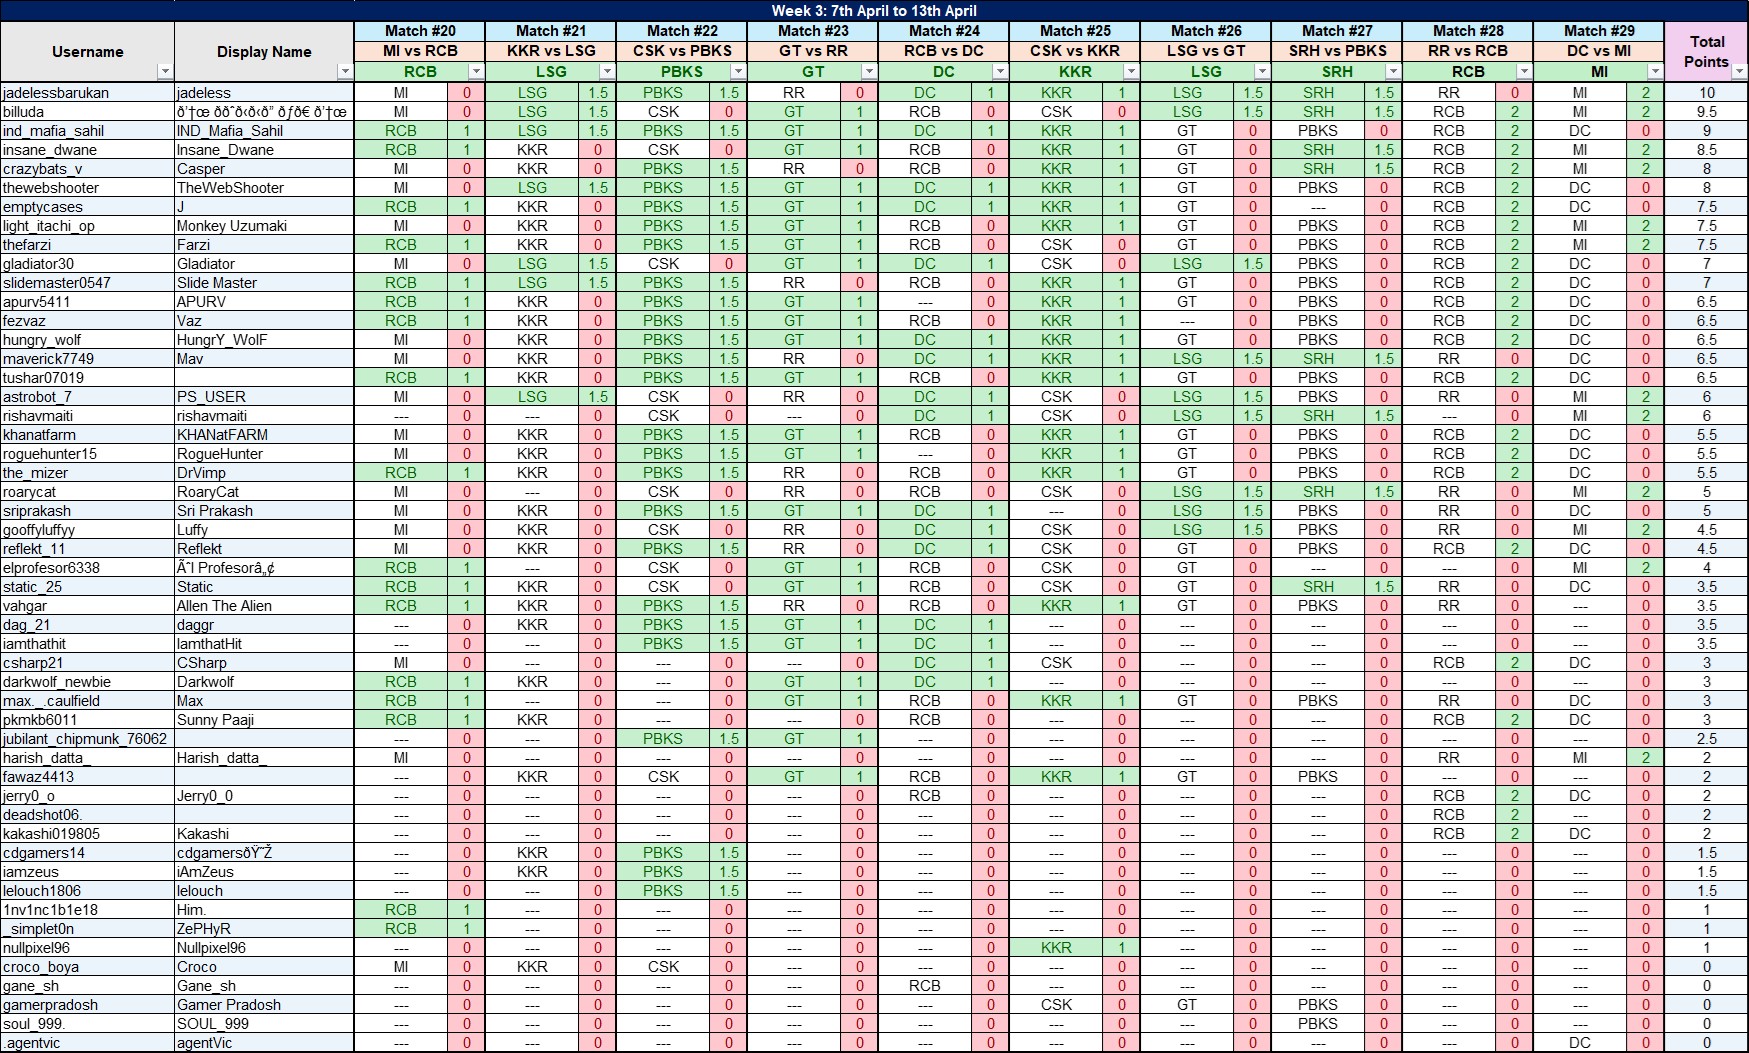 Week 3: 7th April to 13th April
Match #20 Match #21 Match #22 Match #23 Match #24 Match #25 Match #26 Match #27 Match #28 Match #29
Username Display Name MI vs RCB KKR vs LSG CSK vs PBKS GT vs RR RCB vs DC CSK vs KKR LSG vs GT SRH vs PBKS RR vs RCB DC vs MI Total Points
RCB LSG PBKS GT DC KKR LSG SRH RCB MI
jadelessbarukan jadeless MI 0 LSG 1.5 PBKS 1.5 RR 0 DC 1 KKR 1 LSG 1.5 SRH 1.5 RR 0 MI 2 10
billuda MI 0 LSG 1.5 CSK 0 GT 1 RCB 0 CSK 0 LSG 1.5 SRH 1.5 RCB 2 MI 2 9.5
ind_mafia_sahil IND_Mafia_Sahil RCB 1 LSG 1.5 PBKS 1.5 GT 1 DC 1 KKR 1 GT 0 PBKS 0 RCB 2 DC 0 9
insane_dwane Insane_Dwane RCB 1 KKR 0 CSK 0 GT 1 RCB 0 KKR 1 GT 0 SRH 1.5 RCB 2 MI 2 8.5
crazybats_v Casper MI 0 KKR 0 PBKS 1.5 RR 0 RCB 0 KKR 1 GT 0 SRH 1.5 RCB 2 MI 2 8
thewebshooter TheWebShooter MI 0 LSG 1.5 PBKS 1.5 GT 1 DC 1 KKR 1 GT 0 PBKS 0 RCB 2 DC 0 8
emptycases J RCB 1 KKR 0 PBKS 1.5 GT 1 DC 1 KKR 1 GT 0 --- 0 RCB 2 DC 0 7.5
light_itachi_op Monkey Uzumaki MI 0 KKR 0 PBKS 1.5 GT 1 RCB 0 KKR 1 GT 0 PBKS 0 RCB 2 MI 2 7.5
thefarzi Farzi RCB 1 KKR 0 PBKS 1.5 GT 1 RCB 0 CSK 0 GT 0 PBKS 0 RCB 2 MI 2 7.5
gladiator30 Gladiator MI 0 LSG 1.5 CSK 0 GT 1 DC 1 CSK 0 LSG 1.5 PBKS 0 RCB 2 DC 0 7
slidemaster0547 Slide Master RCB 1 LSG 1.5 PBKS 1.5 RR 0 RCB 0 KKR 1 GT 0 PBKS 0 RCB 2 DC 0 7
apurv5411 APURV RCB 1 KKR 0 PBKS 1.5 GT 1 --- 0 KKR 1 GT 0 PBKS 0 RCB 2 DC 0 6.5
fezvaz Vaz RCB 1 KKR 0 PBKS 1.5 GT 1 RCB 0 KKR 1 --- 0 PBKS 0 RCB 2 DC 0 6.5
hungry_wolf HungrY_WolF MI 0 KKR 0 PBKS 1.5 GT 1 DC 1 KKR 1 GT 0 PBKS 0 RCB 2 DC 0 6.5
maverick7749 Mav MI 0 KKR 0 PBKS 1.5 RR 0 DC 1 KKR 1 LSG 1.5 SRH 1.5 RR 0 DC 0 6.5
tushar07019 RCB 1 KKR 0 PBKS 1.5 GT 1 RCB 0 KKR 1 GT 0 PBKS 0 RCB 2 DC 0 6.5
astrobot_7 PS_USER MI 0 LSG 1.5 CSK 0 RR 0 DC 1 CSK 0 LSG 1.5 PBKS 0 RR 0 MI 2 6
rishavmaiti rishavmaiti --- 0 --- 0 CSK 0 --- 0 DC 1 CSK 0 LSG 1.5 SRH 1.5 --- 0 MI 2 6
khanatfarm KHANatFARM MI 0 KKR 0 PBKS 1.5 GT 1 RCB 0 KKR 1 GT 0 PBKS 0 RCB 2 DC 0 5.5
roguehunter15 RogueHunter MI 0 KKR 0 PBKS 1.5 GT 1 --- 0 KKR 1 GT 0 PBKS 0 RCB 2 DC 0 5.5
the_mizer DrVimp RCB 1 KKR 0 PBKS 1.5 RR 0 RCB 0 KKR 1 GT 0 PBKS 0 RCB 2 DC 0 5.5
roarycat RoaryCat MI 0 --- 0 CSK 0 RR 0 RCB 0 CSK 0 LSG 1.5 SRH 1.5 RR 0 MI 2 5
sriprakash Sri Prakash MI 0 KKR 0 PBKS 1.5 GT 1 DC 1 --- 0 LSG 1.5 PBKS 0 RR 0 DC 0 5
gooffyluffyy Luffy MI 0 KKR 0 CSK 0 RR 0 DC 1 CSK 0 LSG 1.5 PBKS 0 RR 0 MI 2 4.5
reflekt_11 Reflekt MI 0 KKR 0 PBKS 1.5 RR 0 DC 1 CSK 0 GT 0 PBKS 0 RCB 2 DC 0 4.5
elprofesor6338 Ãˆl Profesorâ„¢ RCB 1 --- 0 CSK 0 GT 1 RCB 0 CSK 0 GT 0 --- 0 --- 0 MI 2 4
static_25 Static RCB 1 KKR 0 CSK 0 GT 1 RCB 0 CSK 0 GT 0 SRH 1.5 RR 0 DC 0 3.5
vahgar Allen The Alien RCB 1 KKR 0 PBKS 1.5 RR 0 RCB 0 KKR 1 GT 0 PBKS 0 RR 0 --- 0 3.5
dag_21 daggr --- 0 KKR 0 PBKS 1.5 GT 1 DC 1 --- 0 --- 0 --- 0 --- 0 --- 0 3.5
iamthathit IamthatHit --- 0 --- 0 PBKS 1.5 GT 1 DC 1 --- 0 --- 0 --- 0 --- 0 --- 0 3.5
csharp21 CSharp MI 0 --- 0 --- 0 --- 0 DC 1 CSK 0 --- 0 --- 0 RCB 2 DC 0 3
darkwolf_newbie Darkwolf RCB 1 KKR 0 --- 0 GT 1 DC 1 --- 0 --- 0 --- 0 --- 0 --- 0 3
max._.caulfield Max RCB 1 --- 0 --- 0 GT 1 RCB 0 KKR 1 GT 0 PBKS 0 RR 0 DC 0 3
pkmkb6011 Sunny Paaji RCB 1 KKR 0 --- 0 --- 0 RCB 0 --- 0 --- 0 --- 0 RCB 2 DC 0 3
jubilant_chipmunk_76062 --- 0 --- 0 PBKS 1.5 GT 1 --- 0 --- 0 --- 0 --- 0 --- 0 --- 0 2.5
harish_datta_ Harish_datta_ MI 0 --- 0 --- 0 --- 0 --- 0 --- 0 --- 0 --- 0 RR 0 MI 2 2
fawaz4413 --- 0 KKR 0 CSK 0 GT 1 RCB 0 KKR 1 GT 0 PBKS 0 --- 0 --- 0 2
jerry0_o Jerry0_0 --- 0 --- 0 --- 0 --- 0 RCB 0 --- 0 --- 0 --- 0 RCB 2 DC 0 2
deadshot06. --- 0 --- 0 --- 0 --- 0 --- 0 --- 0 --- 0 --- 0 RCB 2 --- 0 2
kakashi019805 Kakashi --- 0 --- 0 --- 0 --- 0 --- 0 --- 0 --- 0 --- 0 RCB 2 DC 0 2
cdgamers14 cdgamersðŸ˜Ž --- 0 KKR 0 PBKS 1.5 --- 0 --- 0 --- 0 --- 0 --- 0 --- 0 --- 0 1.5
iamzeus iAmZeus --- 0 KKR 0 PBKS 1.5 --- 0 --- 0 --- 0 --- 0 --- 0 --- 0 --- 0 1.5
lelouch1806 lelouch --- 0 --- 0 PBKS 1.5 --- 0 --- 0 --- 0 --- 0 --- 0 --- 0 --- 0 1.5
1nv1nc1b1e18 Him. RCB 1 --- 0 --- 0 --- 0 --- 0 --- 0 --- 0 --- 0 --- 0 --- 0 1
_simplet0n ZePHyR RCB 1 --- 0 --- 0 --- 0 --- 0 --- 0 --- 0 --- 0 --- 0 --- 0 1
nullpixel96 Nullpixel96 --- 0 --- 0 --- 0 --- 0 --- 0 KKR 1 --- 0 --- 0 --- 0 --- 0 1
croco_boya Croco MI 0 KKR 0 CSK 0 --- 0 --- 0 --- 0 --- 0 --- 0 --- 0 --- 0 0
gane_sh Gane_sh --- 0 --- 0 --- 0 --- 0 RCB 0 --- 0 --- 0 --- 0 --- 0 --- 0 0
gamerpradosh Gamer Pradosh --- 0 --- 0 --- 0 --- 0 --- 0 CSK 0 GT 0 PBKS 0 --- 0 --- 0 0
soul_999. SOUL_999 --- 0 --- 0 --- 0 --- 0 --- 0 --- 0 --- 0 PBKS 0 --- 0 --- 0 0
.agentvic agentVic --- 0 --- 0 --- 0 --- 0 --- 0 --- 0 --- 0 --- 0 --- 0 DC 0 0